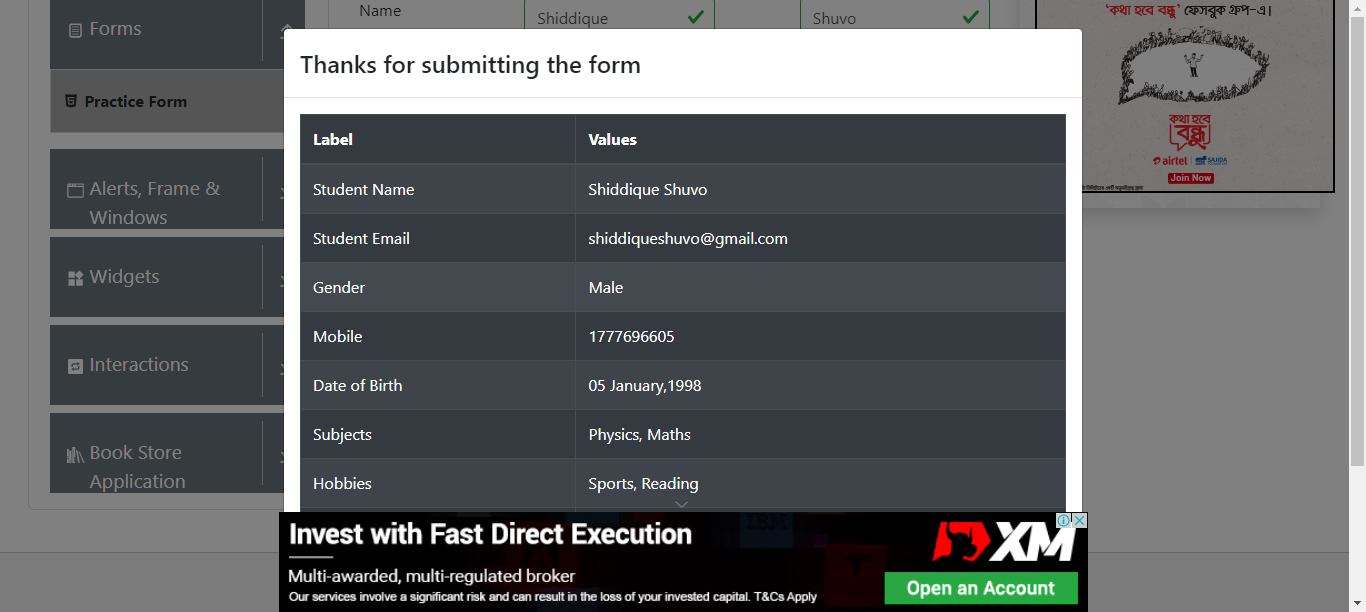 Name
Shiddique
Shuvo
Forms
Practice Form
Alerts, Frame &
Windows
Widgets
Interactions
Book Store
Application
Thanks for submitting the form
Label Values
Student Name Shiddique Shuvo
Student Email shiddiqueshuvo@gmail.com
Gender Male
Mobile 1777696605
Date of Birth 05 January,1998
Subjects Physics, Maths
Hobbies Sports, Reading
'কথা হবে বন্ধু' ফেসবুক গ্রুপ-এ।
কথা হবে
বন্ধু
airtel SAJIDA
Join Now
Invest with Fast Direct Execution
Multi-awarded, multi-regulated broker
Our services involve a significant risk and can result in the loss of your invested capital. T&Cs Apply
XM
Open an Account
IBM